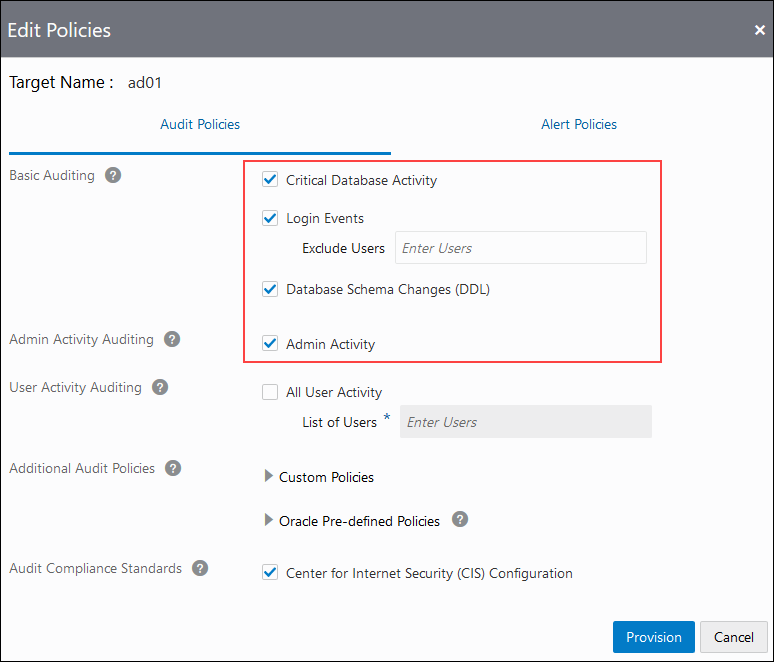 Edit Policies ×
Target Name : ad01
Audit Policies Alert Policies
Basic Auditing ? Critical Database Activity
Login Events
Exclude Users Enter Users
Database Schema Changes (DDL)
Admin Activity Auditing ? Admin Activity
User Activity Auditing ? All User Activity
List of Users * Enter Users
Additional Audit Policies ? Custom Policies
Oracle Pre-defined Policies ?
Audit Compliance Standards ? Center for Internet Security (CIS) Configuration
Provision Cancel